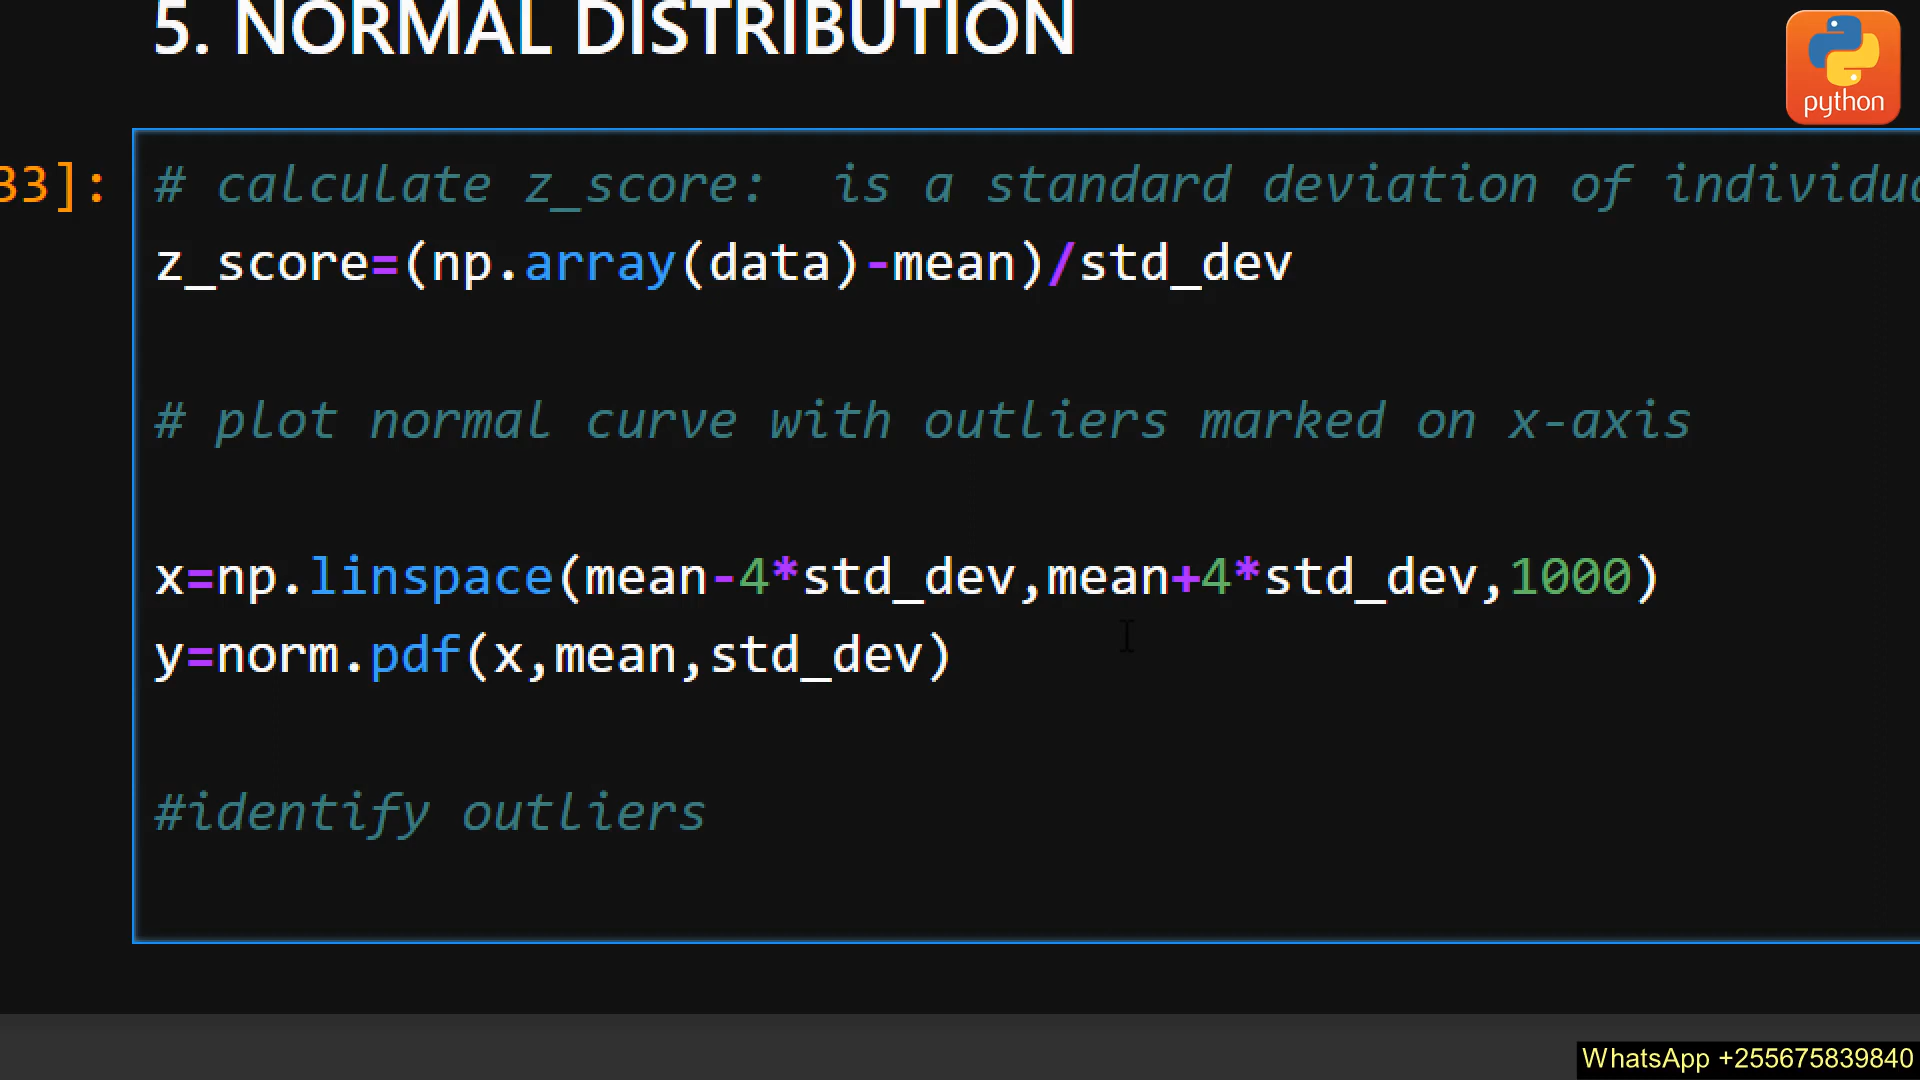 5. NORMAL DISTRIBUTION
python
33]:
# calculate z_score:  is a standard deviation of
z_score=(np.array(data)-mean)/std_dev
# plot normal curve with outliers marked on x-axis
x=np.linspace(mean-4*std_dev,mean+4*std_dev,1000)
y=norm.pdf(x,mean,std_dev)
#identify outliers
WhatsApp +255675839840